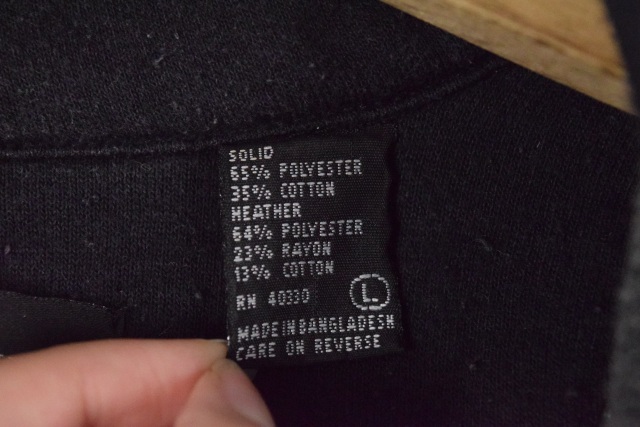 SOLID
65% POLYESTER
35% COTTON
HEATHER
64% POLYESTER
23% RAYON
13% COTTON
RN 40330
L
MADE IN BANGLADESH
CARE ON REVERSE